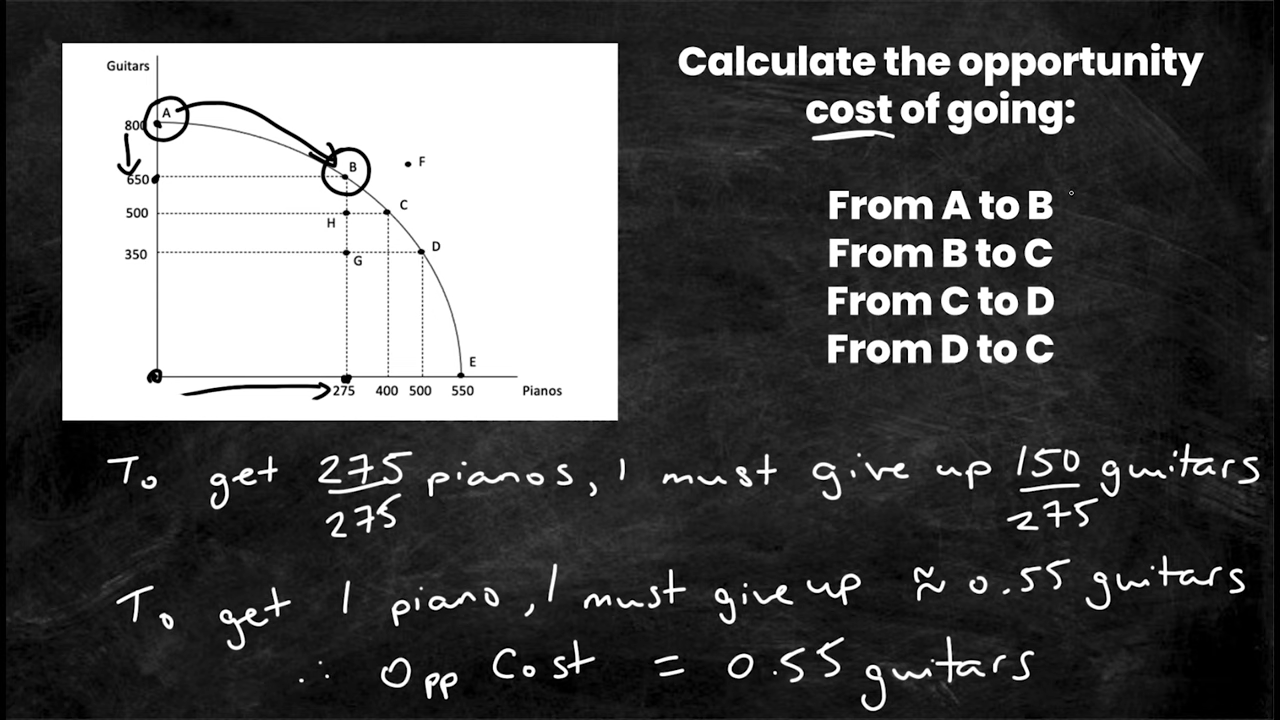 Calculate the opportunity
cost of going:
From A to B
From B to C
From C to D
From D to C
Guitars
A
800
B
F
650
500
C
H
350
D
G
E
275 400 500 550 Pianos
To get 275/275 pianos, I must give up 150/275 guitars
To get 1 piano, I must give up ≈ 0.55 guitars
∴ Opp Cost = 0.55 guitars